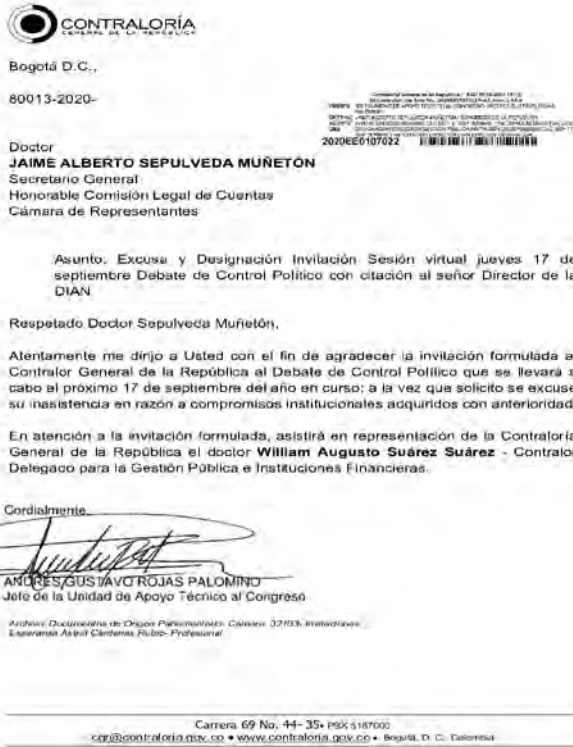 CONTRALORÍA
GENERAL DE LA REPÚBLICA
Bogotá D.C.,
80013-2020-
2020EE0107022
Doctor
JAIME ALBERTO SEPULVEDA MUÑETÓN
Secretario General
Honorable Comisión Legal de Cuentas
Cámara de Representantes
Asunto: Excusa y Designación Invitación Sesión virtual jueves 17 de
septiembre Debate de Control Político con citación al señor Director de la
DIAN
Respetado Doctor Sepulveda Muñetón,
Atentamente me dirijo a Usted con el fin de agradecer la invitación formulada a
Contralor General de la República al Debate de Control Político que se llevará a
cabo el próximo 17 de septiembre del año en curso; a la vez que solicito se excuse
su inasistencia en razón a compromisos institucionales adquiridos con anterioridad
En atención a la invitación formulada, asistirá en representación de la Contraloría
General de la República el doctor William Augusto Suárez Suárez - Contralor
Delegado para la Gestión Pública e Instituciones Financieras.
Cordialmente,
ANDRES GUSTAVO ROJAS PALOMINO
Jefe de la Unidad de Apoyo Técnico al Congreso
Carrera 69 No. 44-35• PBX 5187000
cgr@contraloria.gov.co • www.contraloria.gov.co • Bogotá, D. C., Colombia